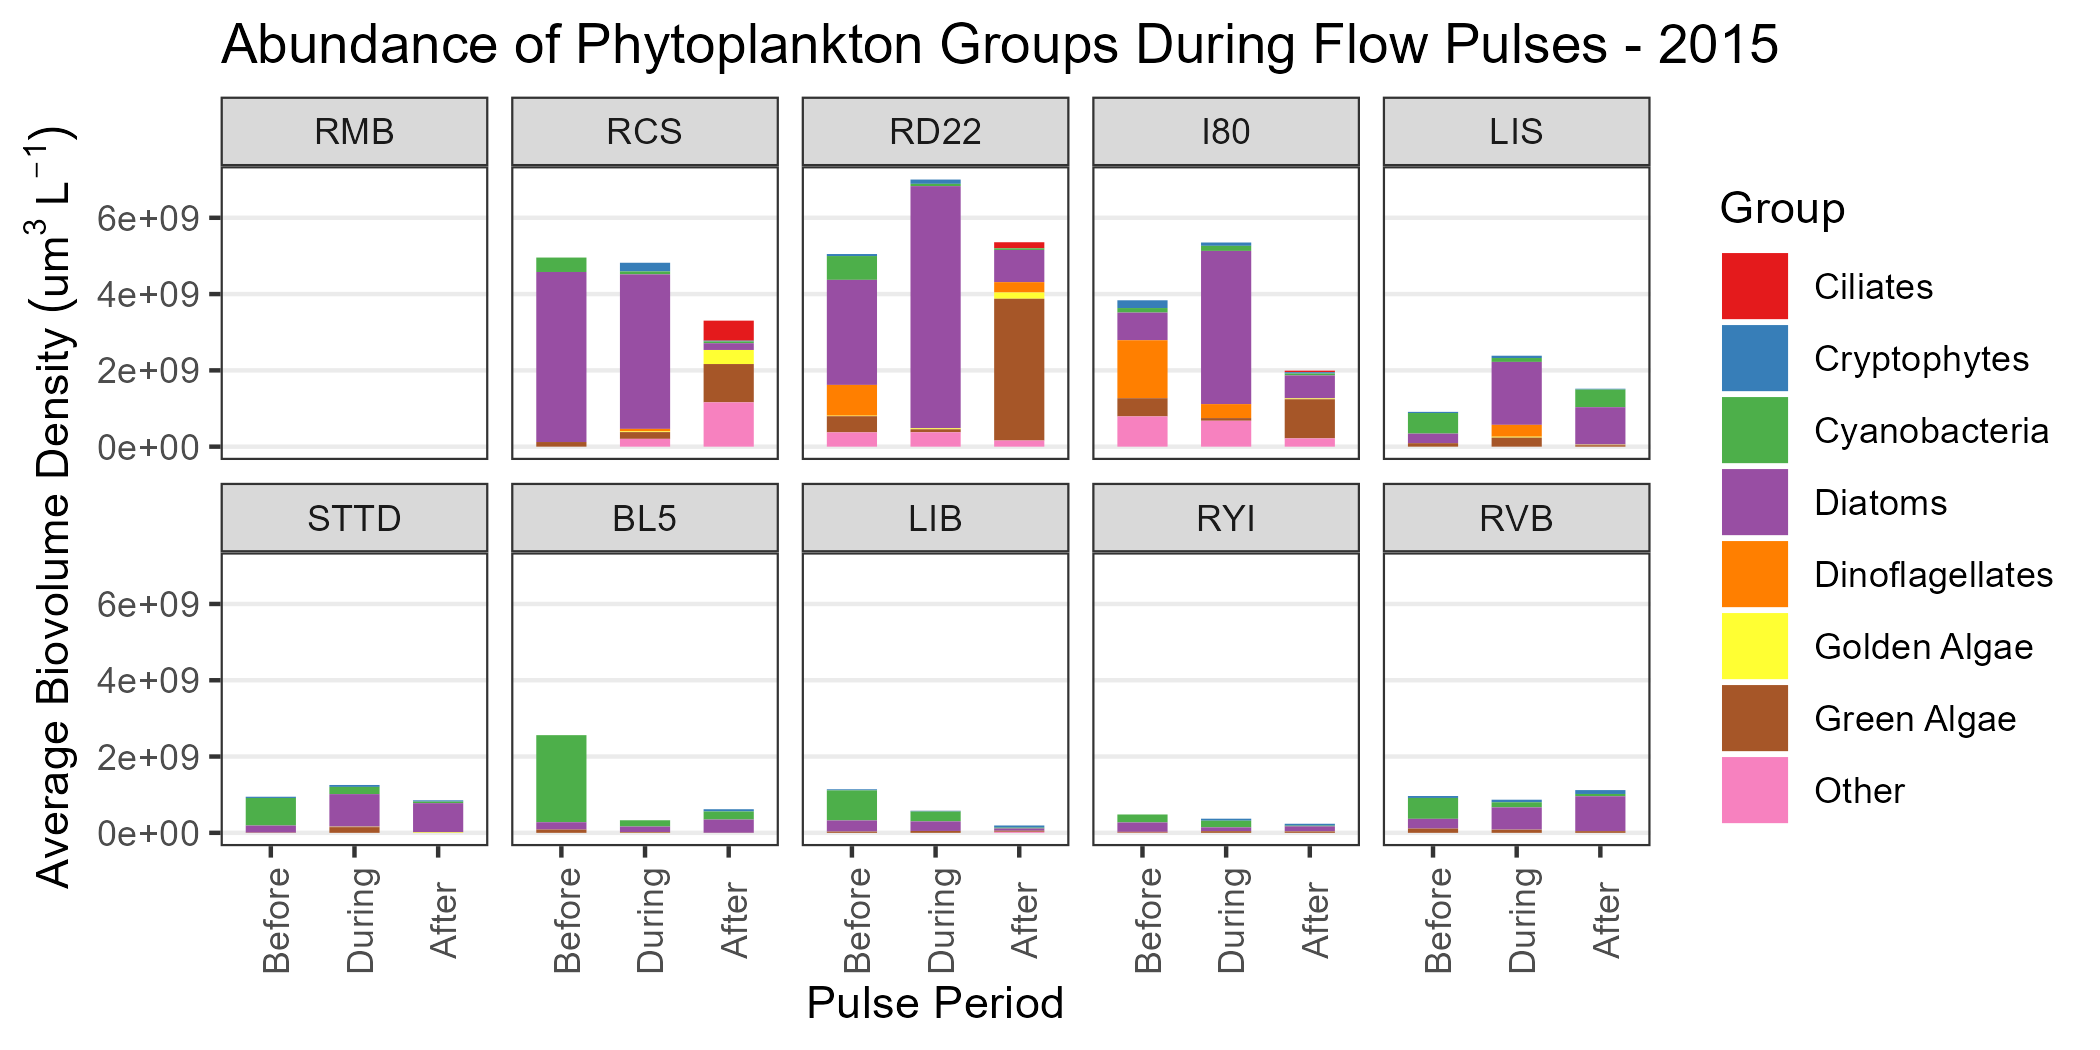 Abundance of Phytoplankton Groups During Flow Pulses - 2015
RMB
RCS
RD22
I80
LIS
6e+09
4e+09
2e+09
0e+00
STTD
BL5
LIB
RYI
RVB
6e+09
4e+09
2e+09
0e+00
Before
During
After
Before
During
After
Before
During
After
Before
During
After
Before
During
After
Pulse Period
Average Biovolume Density (um³ L⁻¹)
Group
Ciliates
Cryptophytes
Cyanobacteria
Diatoms
Dinoflagellates
Golden Algae
Green Algae
Other